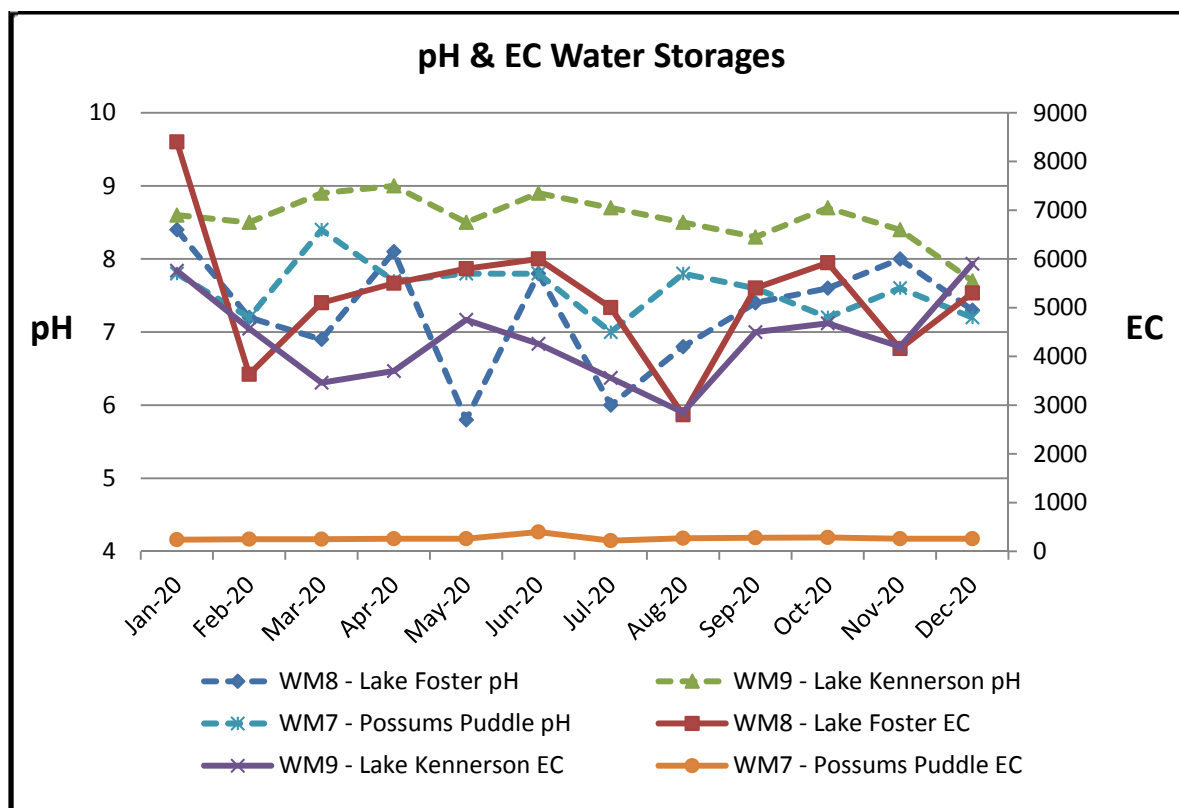 pH & EC Water Storages
10
9
8
7
6
5
4
pH
9000
8000
7000
6000
5000
4000
3000
2000
1000
0
EC
Jan-20
Feb-20
Mar-20
Apr-20
May-20
Jun-20
Jul-20
Aug-20
Sep-20
Oct-20
Nov-20
Dec-20
WM8 - Lake Foster pH
WM9 - Lake Kennerson pH
WM7 - Possums Puddle pH
WM8 - Lake Foster EC
WM9 - Lake Kennerson EC
WM7 - Possums Puddle EC